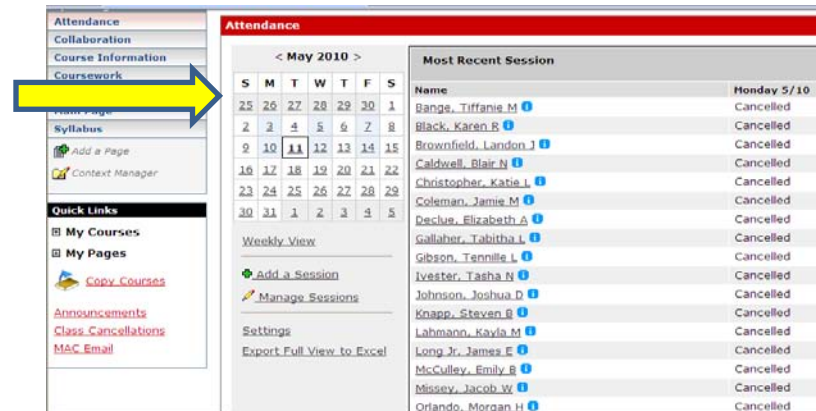 Attendance
Collaboration
Course Information
Coursework
Main Page
Syllabus
Add a Page
Context Manager
Quick Links
My Courses
My Pages
Copy Courses
Announcements
Class Cancellations
MAC Email
Attendance
< May 2010 >
S M T W T F S
25 26 27 28 29 30 1
2 3 4 5 6 7 8
9 10 11 12 13 14 15
16 17 18 19 20 21 22
23 24 25 26 27 28 29
30 31 1 2 3 4 5
Weekly View
Add a Session
Manage Sessions
Settings
Export Full View to Excel
Most Recent Session
Name Monday 5/10
Bange, Tiffanie M Cancelled
Black, Karen R Cancelled
Brownfield, Landon J Cancelled
Caldwell, Blair N Cancelled
Christopher, Katie L Cancelled
Coleman, Jamie M Cancelled
Declue, Elizabeth A Cancelled
Gallaher, Tabitha L Cancelled
Gibson, Tennille L Cancelled
Ivester, Tasha N Cancelled
Johnson, Joshua D Cancelled
Knapp, Steven B Cancelled
Lahmann, Kayla M Cancelled
Long Jr, James E Cancelled
McCulley, Emily B Cancelled
Missey, Jacob W Cancelled
Orlando, Morgan H Cancelled